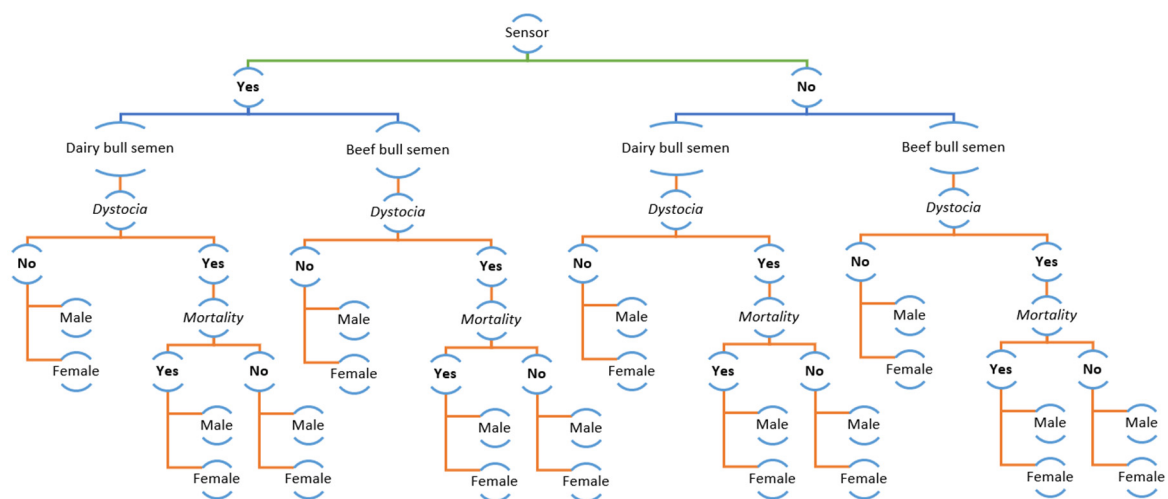 Sensor
Yes
No
Dairy bull semen
Beef bull semen
Dairy bull semen
Beef bull semen
Dystocia
Dystocia
Dystocia
Dystocia
No
Yes
No
Yes
No
Yes
No
Yes
Male
Mortality
Male
Mortality
Male
Mortality
Male
Mortality
Female
Yes
No
Female
Yes
No
Female
Yes
No
Female
Yes
No
Male
Male
Male
Male
Male
Male
Male
Male
Female
Female
Female
Female
Female
Female
Female
Female